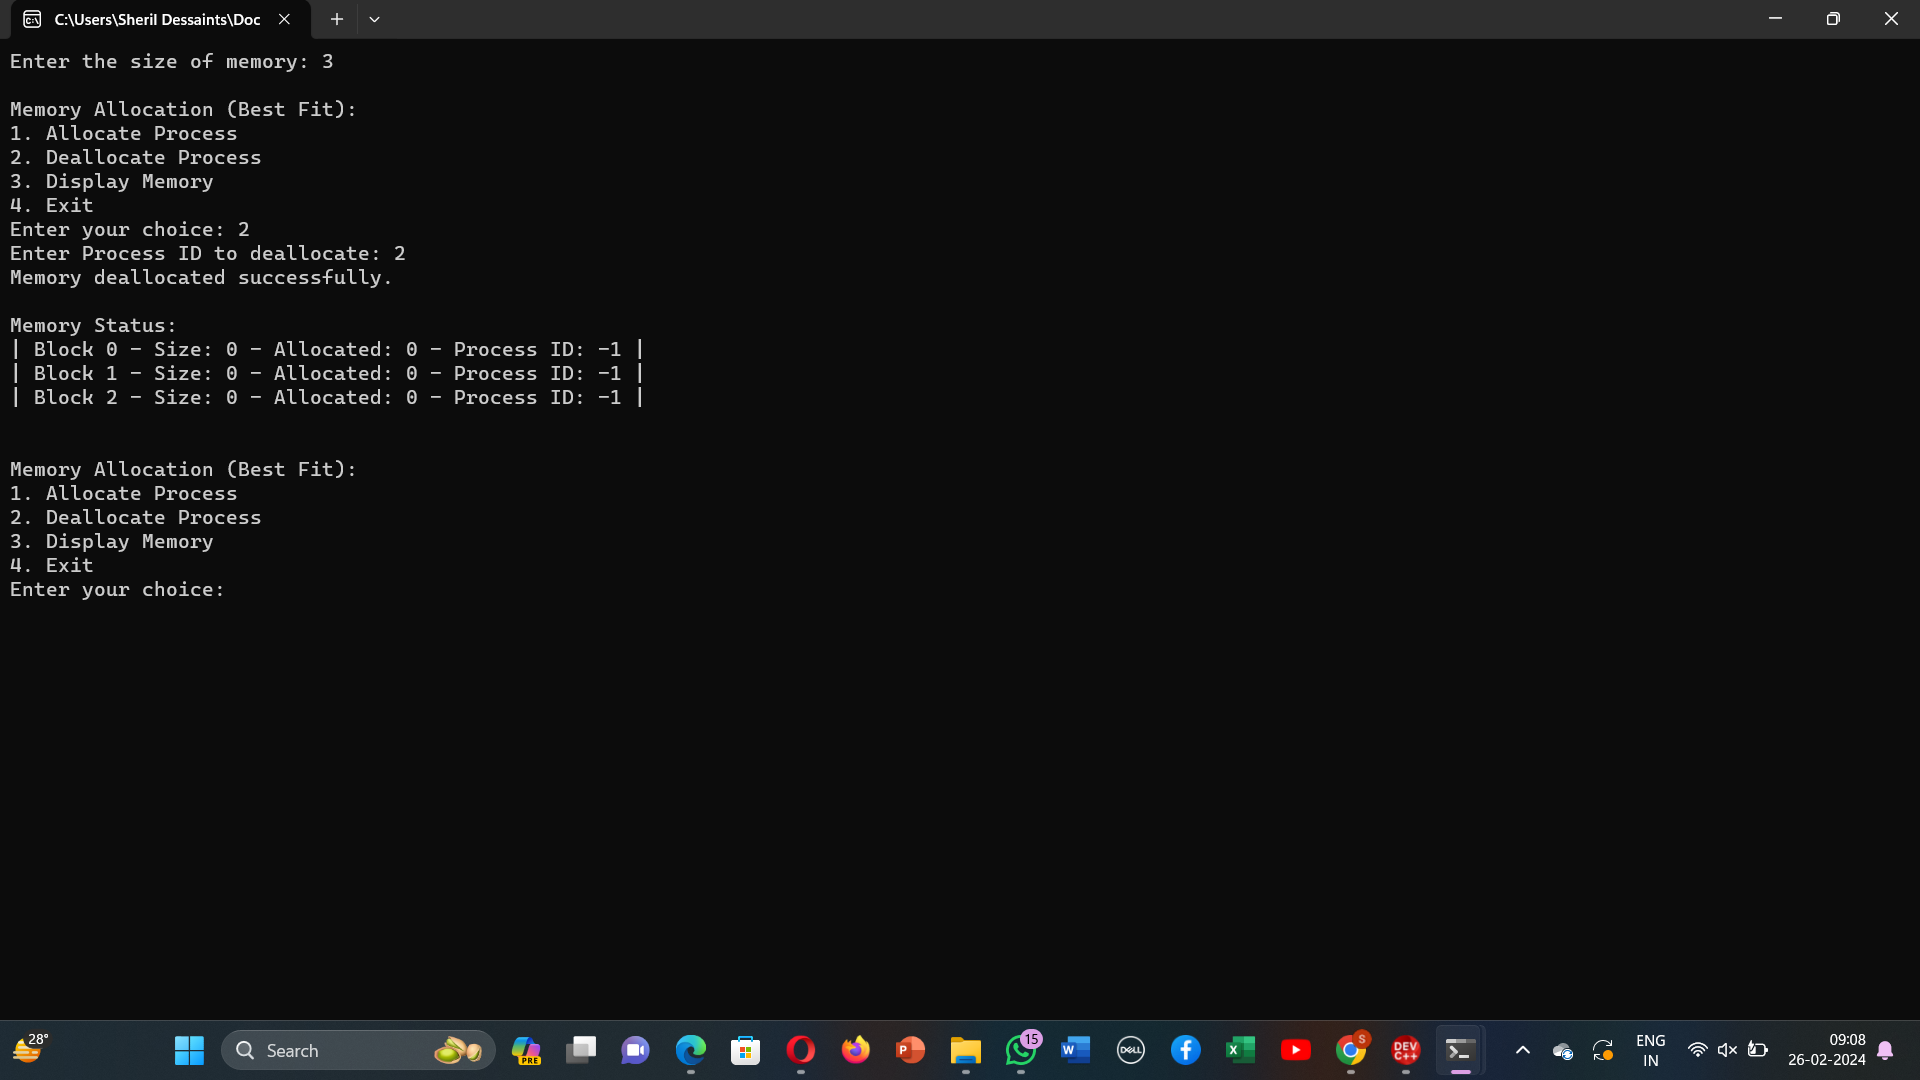 C:\Users\Sheril Dessaints\Doc
Enter the size of memory: 3
Memory Allocation (Best Fit):
1. Allocate Process
2. Deallocate Process
3. Display Memory
4. Exit
Enter your choice: 2
Enter Process ID to deallocate: 2
Memory deallocated successfully.
Memory Status:
| Block 0 - Size: 0 - Allocated: 0 - Process ID: -1 |
| Block 1 - Size: 0 - Allocated: 0 - Process ID: -1 |
| Block 2 - Size: 0 - Allocated: 0 - Process ID: -1 |
Memory Allocation (Best Fit):
1. Allocate Process
2. Deallocate Process
3. Display Memory
4. Exit
Enter your choice:
28°
Search
PRE
P
15
W
DELL
X
S
DEV C++
ENG
IN
09:08
26-02-2024